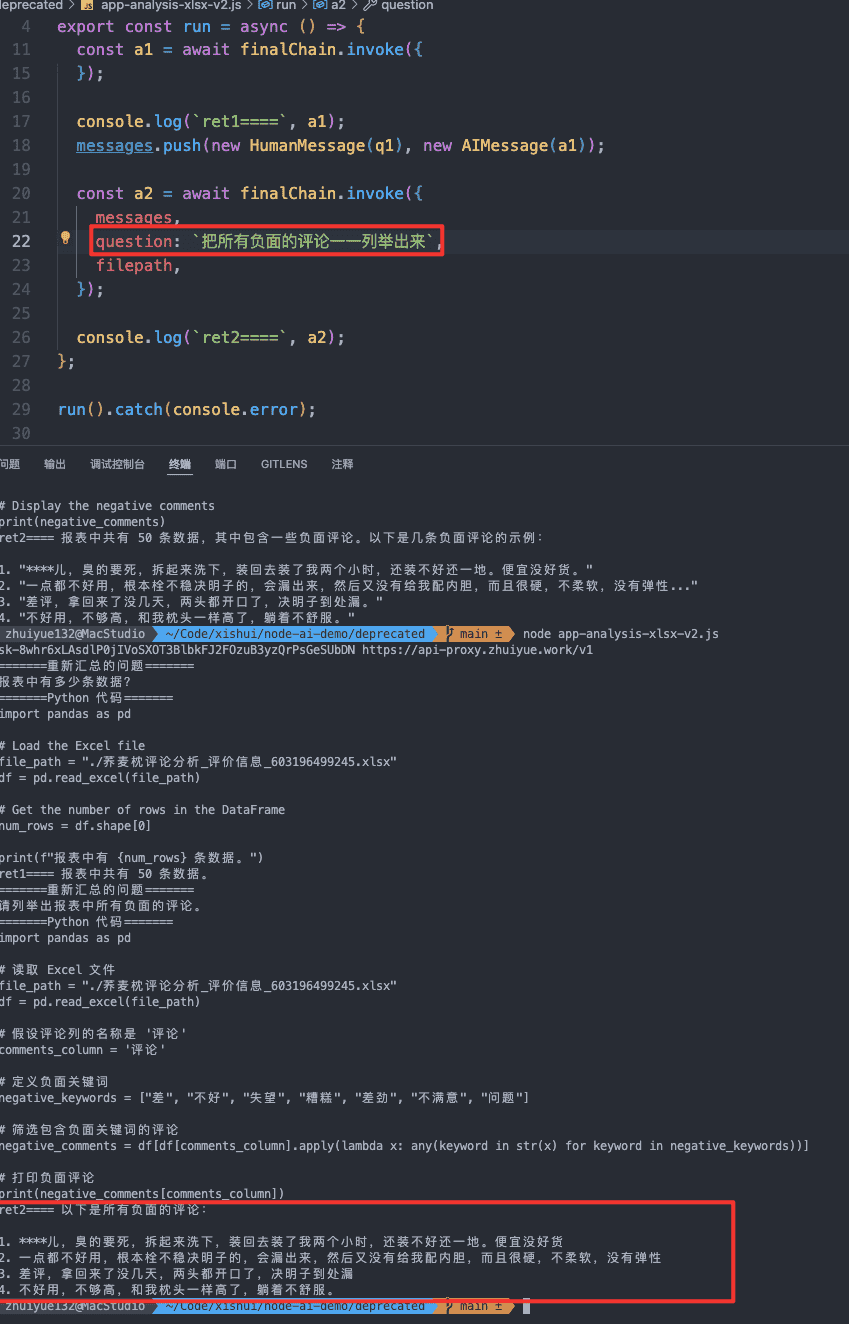 deprecated > JS app-analysis-xlsx-v2.js > run > a2 > question
4 export const run = async () => {
11 const a1 = await finalChain.invoke({
15 });
16
17 console.log(`ret1====`, a1);
18 messages.push(new HumanMessage(q1), new AIMessage(a1));
19
20 const a2 = await finalChain.invoke({
21 messages,
22 question: `把所有负面的评论一一列举出来`,
23 filepath,
24 });
25
26 console.log(`ret2====`, a2);
27 };
28
29 run().catch(console.error);
30
问题 输出 调试控制台 终端 端口 GITLENS 注释
# Display the negative comments
print(negative_comments)
ret2==== 报表中共有 50 条数据，其中包含一些负面评论。以下是几条负面评论的示例：
1. "****儿，臭的要死，拆起来洗下，装回去装了我两个小时，还装不好还一地。便宜没好货。"
2. "一点都不好用，根本栓不稳决明子的，会漏出来，然后又没有给我配内胆，而且很硬，不柔软，没有弹性..."
3. "差评，拿回来了没几天，两头都开口了，决明子到处漏。"
4. "不好用，不够高，和我枕头一样高了，躺着不舒服。"
zhuiyue132@MacStudio ~/Code/xishui/node-ai-demo/deprecated main ± node app-analysis-xlsx-v2.js
https://api-proxy.zhuiyue.work/v1
=======重新汇总的问题=======
报表中有多少条数据？
=======Python 代码=======
import pandas as pd
# Load the Excel file
file_path = "./荞麦枕评论分析_评价信息_603196499245.xlsx"
df = pd.read_excel(file_path)
# Get the number of rows in the DataFrame
num_rows = df.shape[0]
print(f"报表中有 {num_rows} 条数据。")
ret1==== 报表中共有 50 条数据。
=======重新汇总的问题=======
请列举出报表中所有负面的评论。
=======Python 代码=======
import pandas as pd
# 读取 Excel 文件
file_path = "./荞麦枕评论分析_评价信息_603196499245.xlsx"
df = pd.read_excel(file_path)
# 假设评论列的名称是 '评论'
comments_column = '评论'
# 定义负面关键词
negative_keywords = ["差", "不好", "失望", "糟糕", "差劲", "不满意", "问题"]
# 筛选包含负面关键词的评论
negative_comments = df[df[comments_column].apply(lambda x: any(keyword in str(x) for keyword in negative_keywords))]
# 打印负面评论
print(negative_comments[comments_column])
ret2==== 以下是所有负面的评论：
1. ****儿，臭的要死，拆起来洗下，装回去装了我两个小时，还装不好还一地。便宜没好货
2. 一点都不好用，根本栓不稳决明子的，会漏出来，然后又没有给我配内胆，而且很硬，不柔软，没有弹性
3. 差评，拿回来了没几天，两头都开口了，决明子到处漏
4. 不好用，不够高，和我枕头一样高了，躺着不舒服。
zhuiyue132@MacStudio ~/Code/xishui/node-ai-demo/deprecated main ±